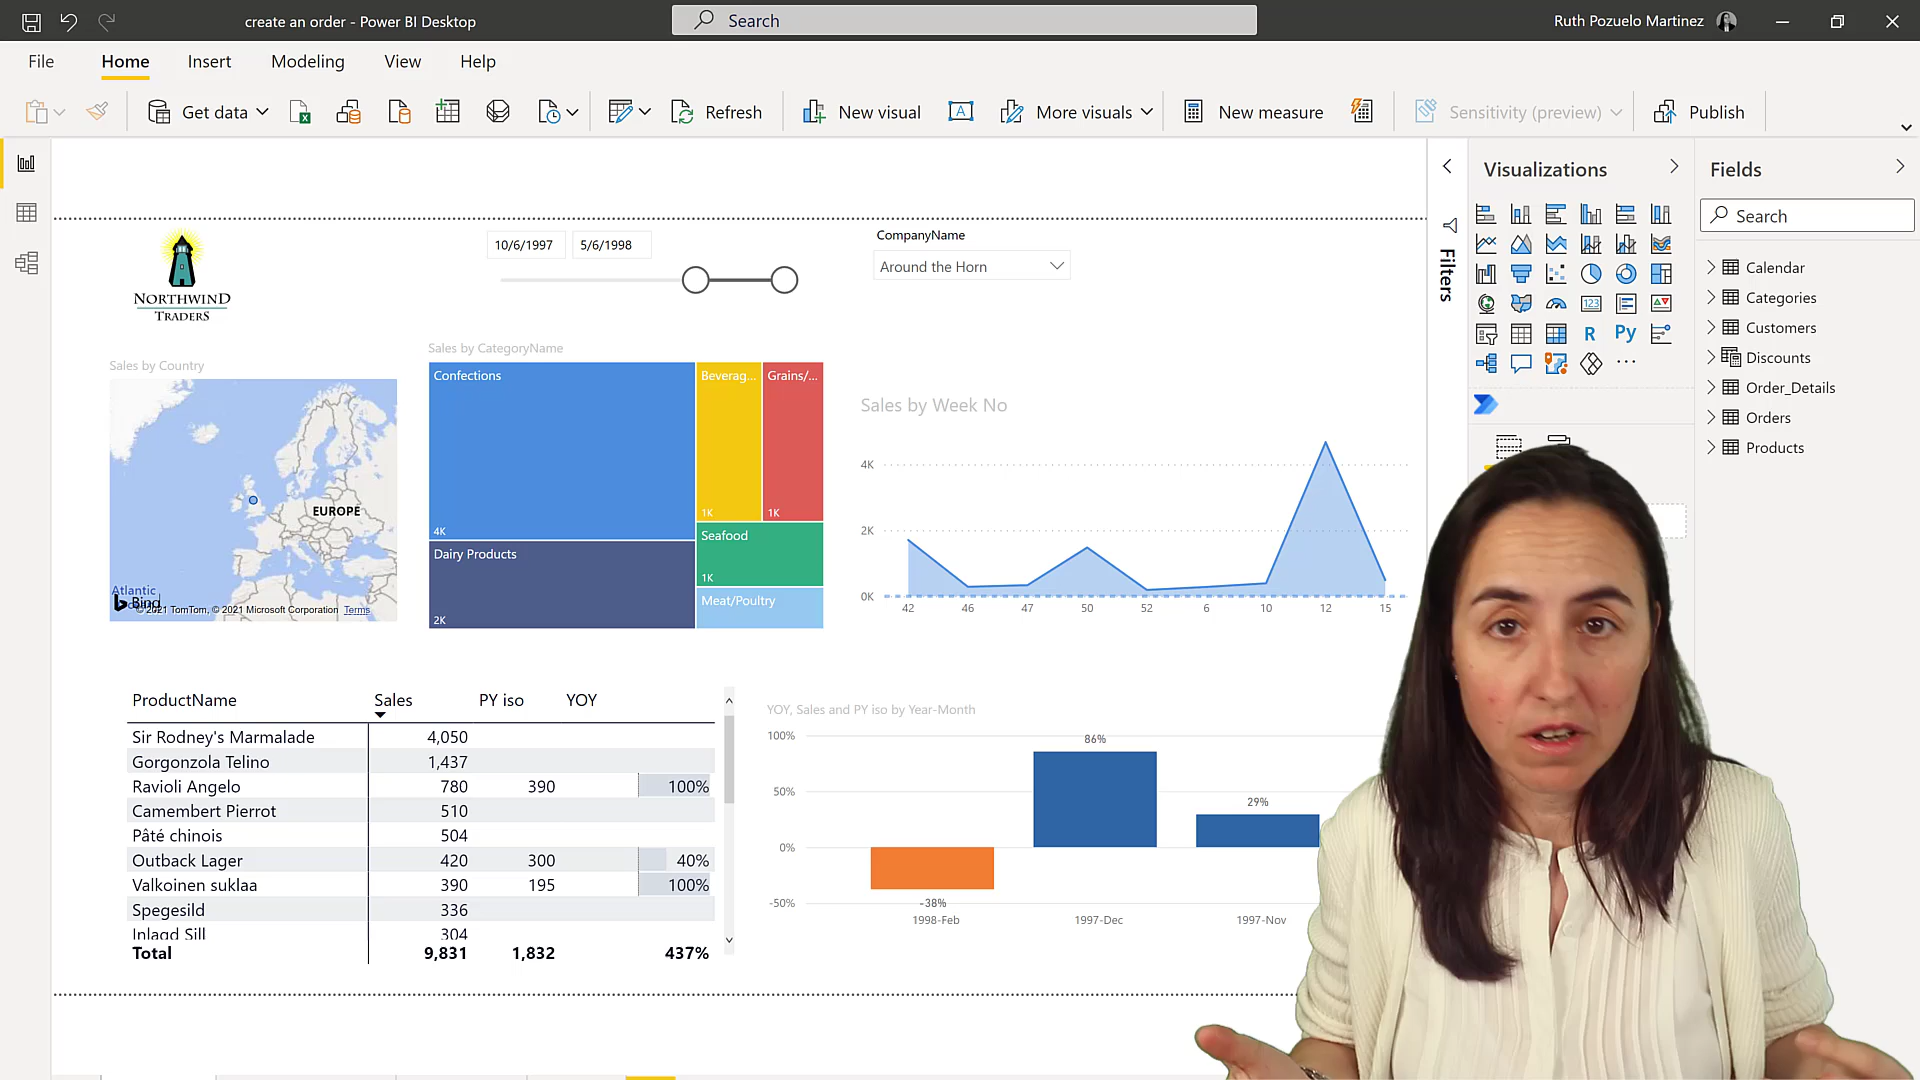 create an order - Power BI Desktop
Search
Ruth Pozuelo Martinez
File
Home
Insert
Modeling
View
Help
Get data
Refresh
New visual
More visuals
New measure
Sensitivity (preview)
Publish
Visualizations
Fields
Search
Filters
Calendar
Categories
Customers
Discounts
Order_Details
Orders
Products
R
Py
123
NORTHWIND
TRADERS
10/6/1997
5/6/1998
CompanyName
Around the Horn
Sales by Country
EUROPE
Atlantic
Bing
© 2021 TomTom, © 2021 Microsoft Corporation Terms
Sales by CategoryName
Confections
4K
Dairy Products
2K
Beverag...
1K
Grains/...
1K
Seafood
1K
Meat/Poultry
Sales by Week No
4K
2K
0K
42 46 47 50 52 6 10 12 15
ProductName Sales PY iso YOY
Sir Rodney's Marmalade 4,050
Gorgonzola Telino 1,437
Ravioli Angelo 780 390 100%
Camembert Pierrot 510
Pâté chinois 504
Outback Lager 420 300 40%
Valkoinen suklaa 390 195 100%
Spegesild 336
Inlagd Sill 304
Total 9,831 1,832 437%
YOY, Sales and PY iso by Year-Month
100%
50%
0%
-50%
86%
29%
-38%
1998-Feb 1997-Dec 1997-Nov